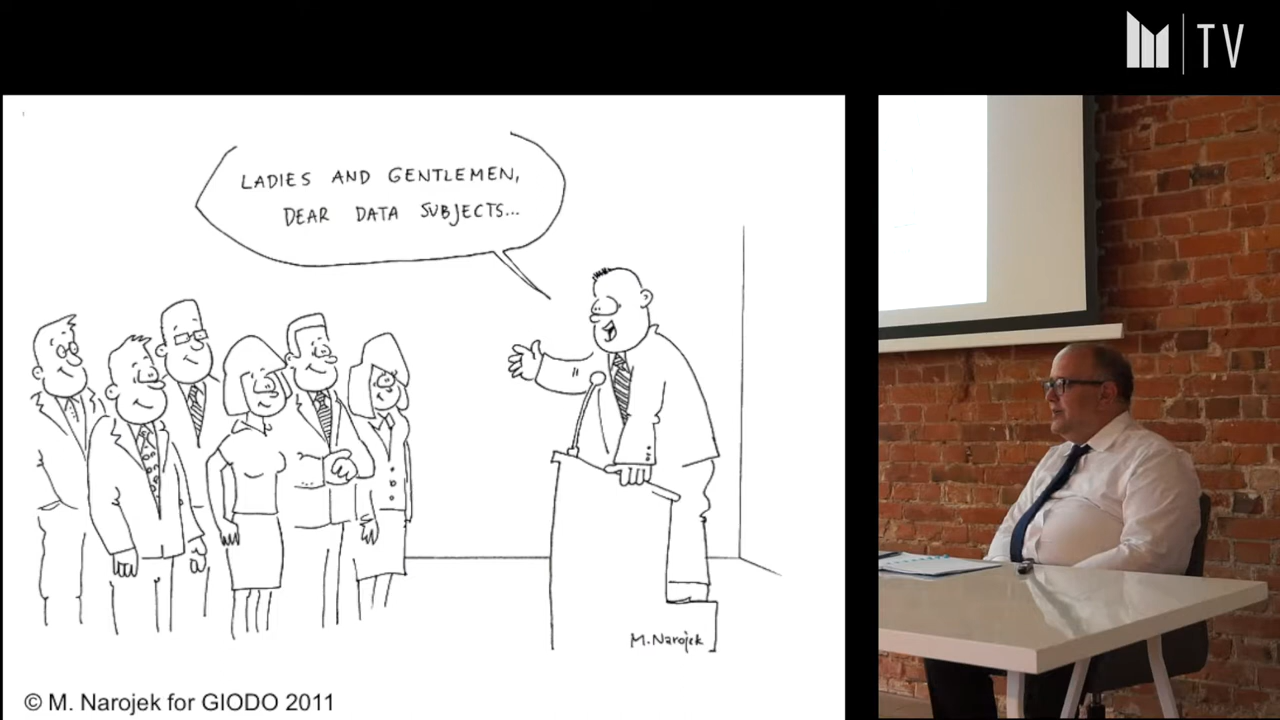 TV
LADIES AND GENTLEMEN,
DEAR DATA SUBJECTS...
M.Narojek
© M. Narojek for GIODO 2011